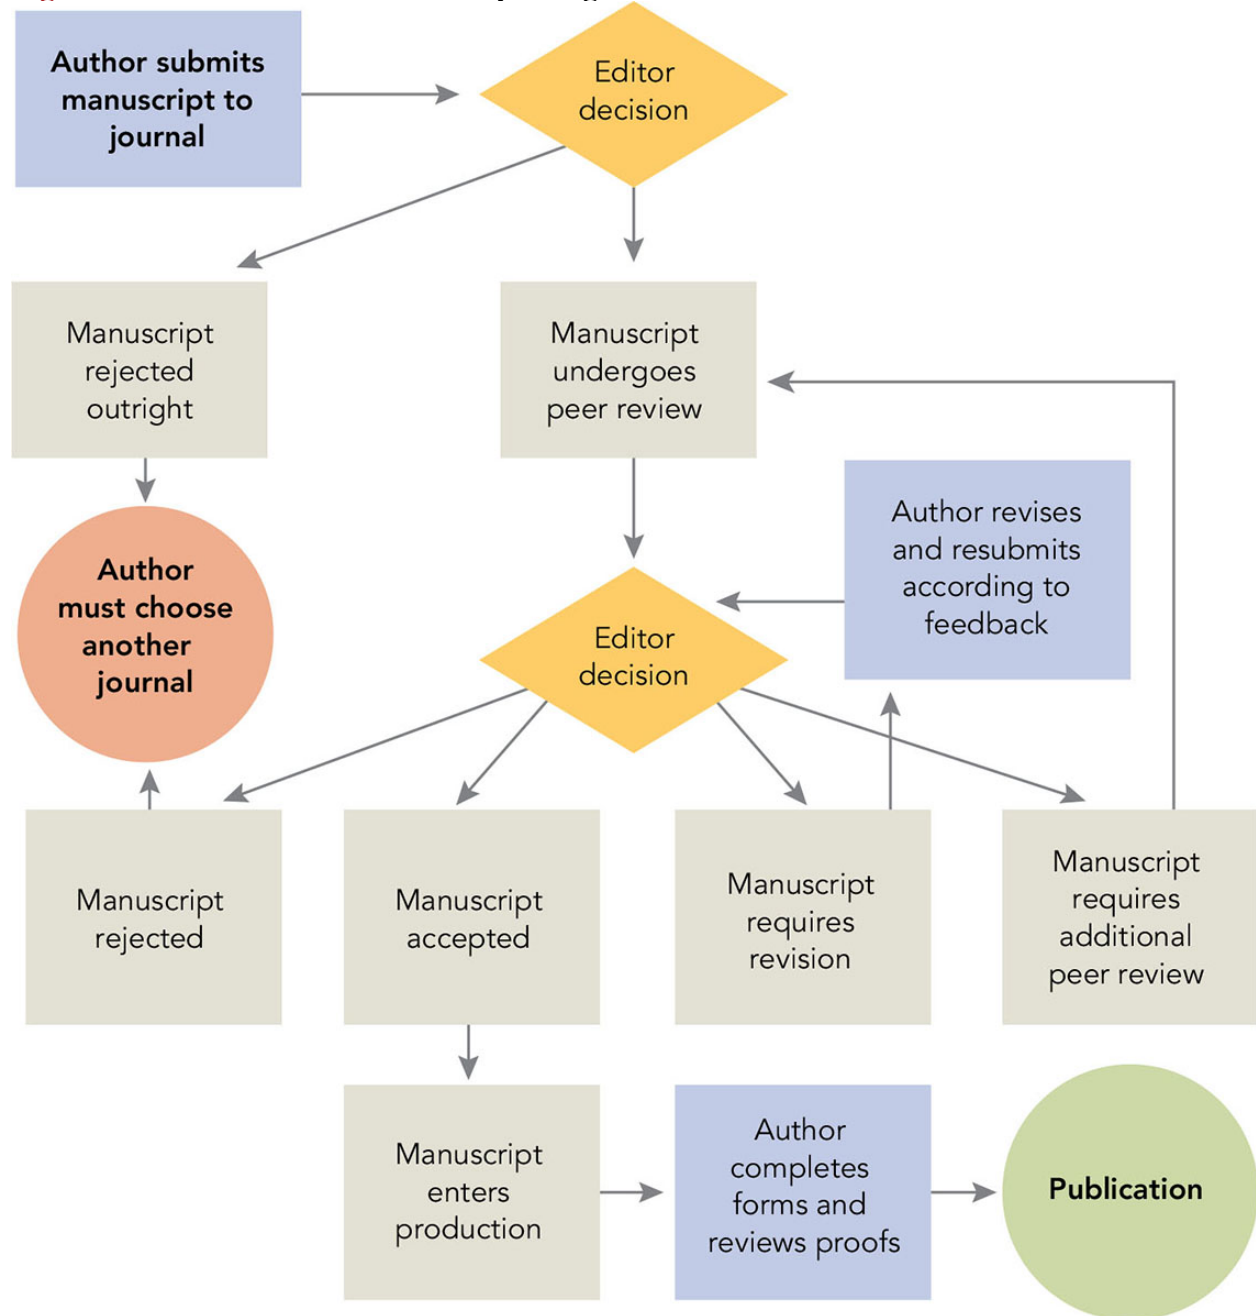 Author submits
manuscript to
journal
Editor
decision
Manuscript
rejected
outright
Manuscript
undergoes
peer review
Author
must choose
another
journal
Author revises
and resubmits
according to
feedback
Editor
decision
Manuscript
rejected
Manuscript
accepted
Manuscript
requires
revision
Manuscript
requires
additional
peer review
Manuscript
enters
production
Author
completes
forms and
reviews proofs
Publication